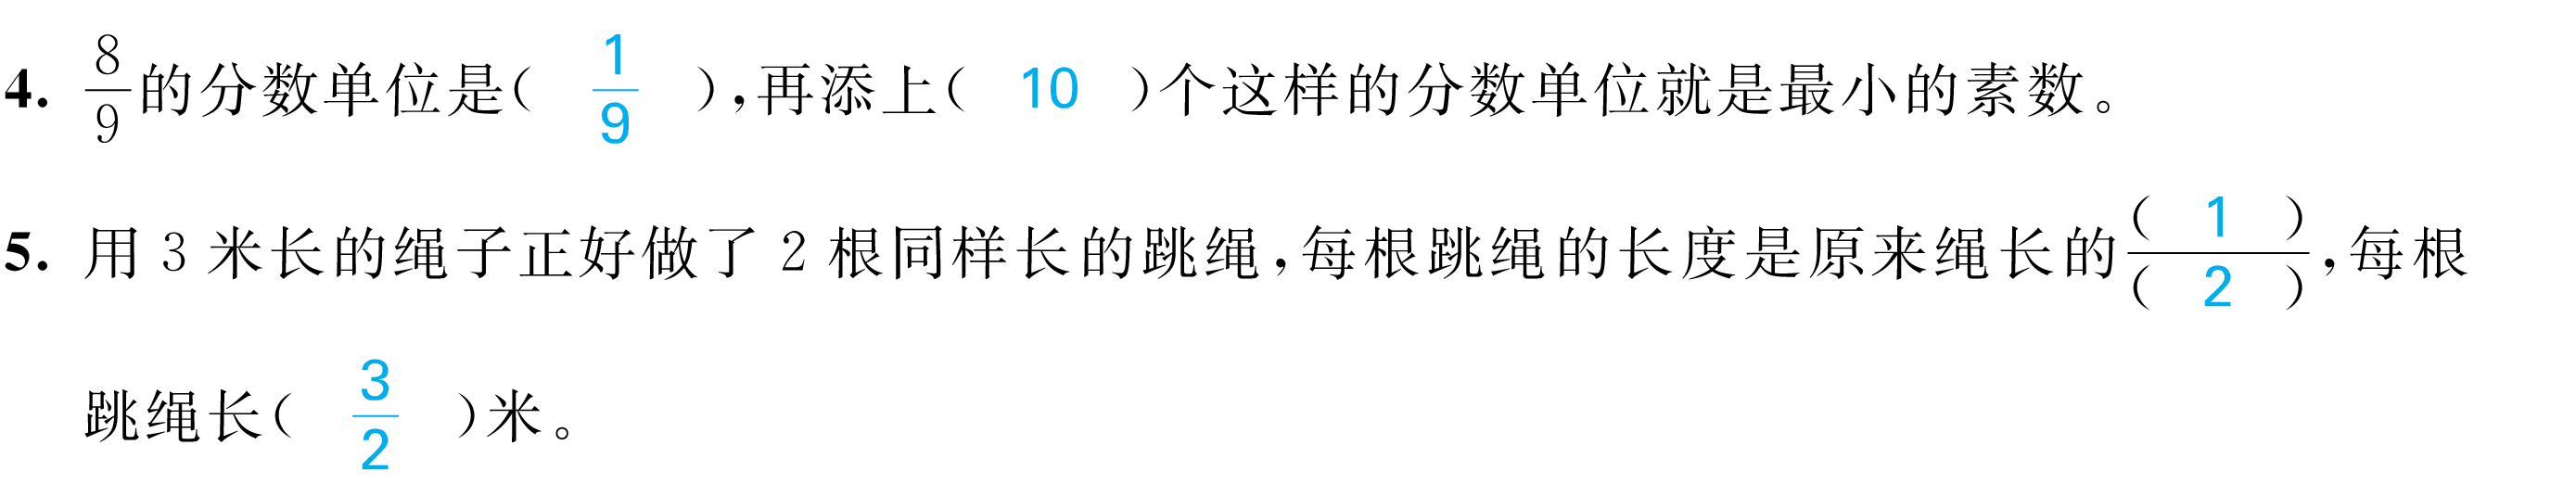 4. 8/9的分数单位是( 1/9 ),再添上( 10 )个这样的分数单位就是最小的素数。
5. 用 3 米长的绳子正好做了 2 根同样长的跳绳,每根跳绳的长度是原来绳长的( 1 )/( 2 ),每根
跳绳长( 3/2 )米。